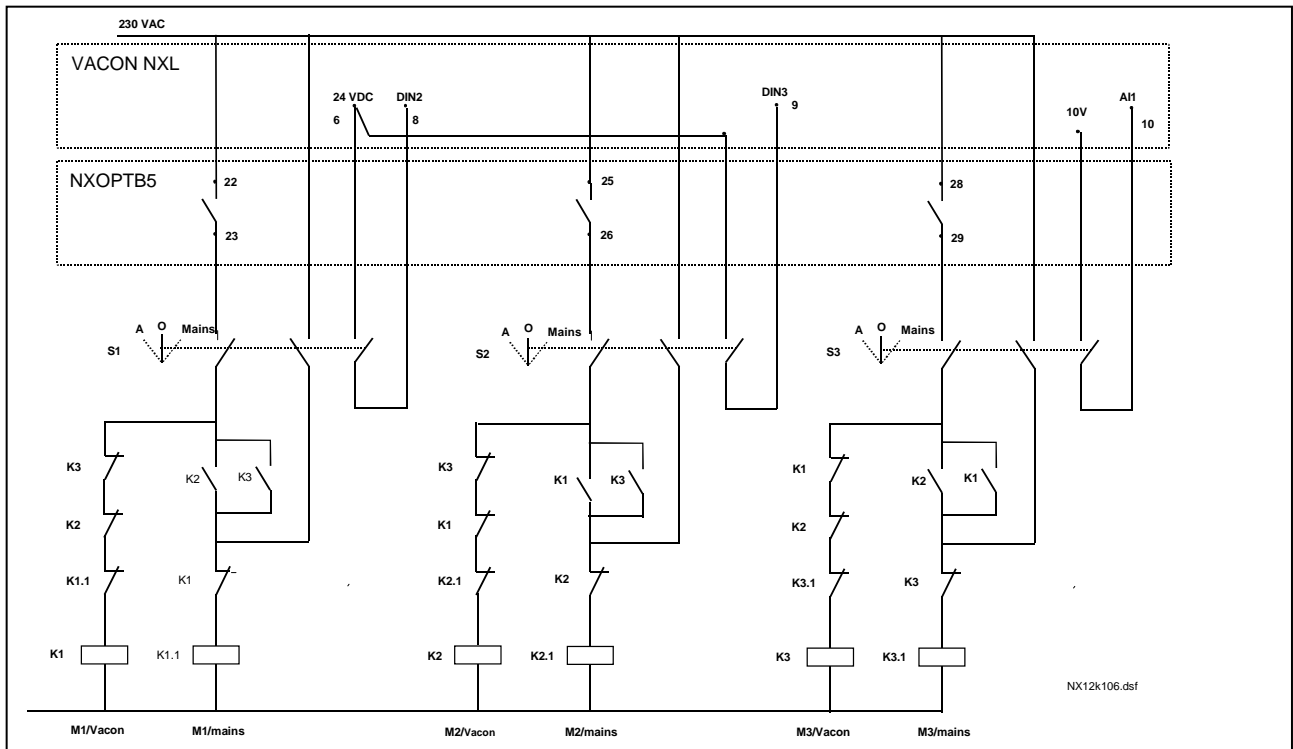 230 VAC
VACON NXL
24 VDC DIN2
6 8
DIN3
9
10V
AI1
10
NXOPTB5
22
25
28
23
26
29
A O Mains
S1
A O Mains
S2
A O Mains
S3
K3 K2 K3
K3 K1 K3
K1 K2 K1
K2
K1
K2
K1.1 K1
K2.1 K2
K3.1 K3
K1 K1.1
K2 K2.1
K3 K3.1
NX12k106.dsf
M1/Vacon M1/mains M2/Vacon M2/mains M3/Vacon M3/mains